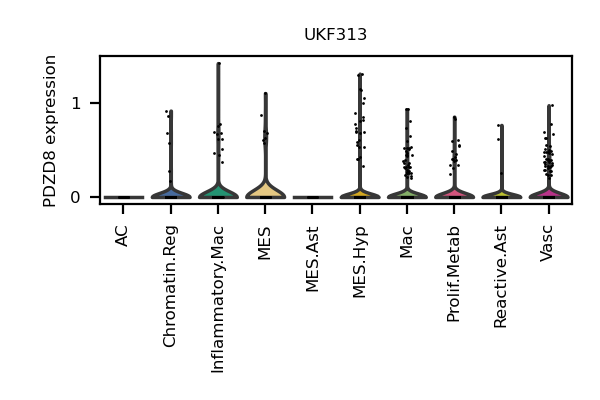 UKF313
PDZD8 expression
1
0
AC
Chromatin.Reg
Inflammatory.Mac
MES
MES.Ast
MES.Hyp
Mac
Prolif.Metab
Reactive.Ast
Vasc